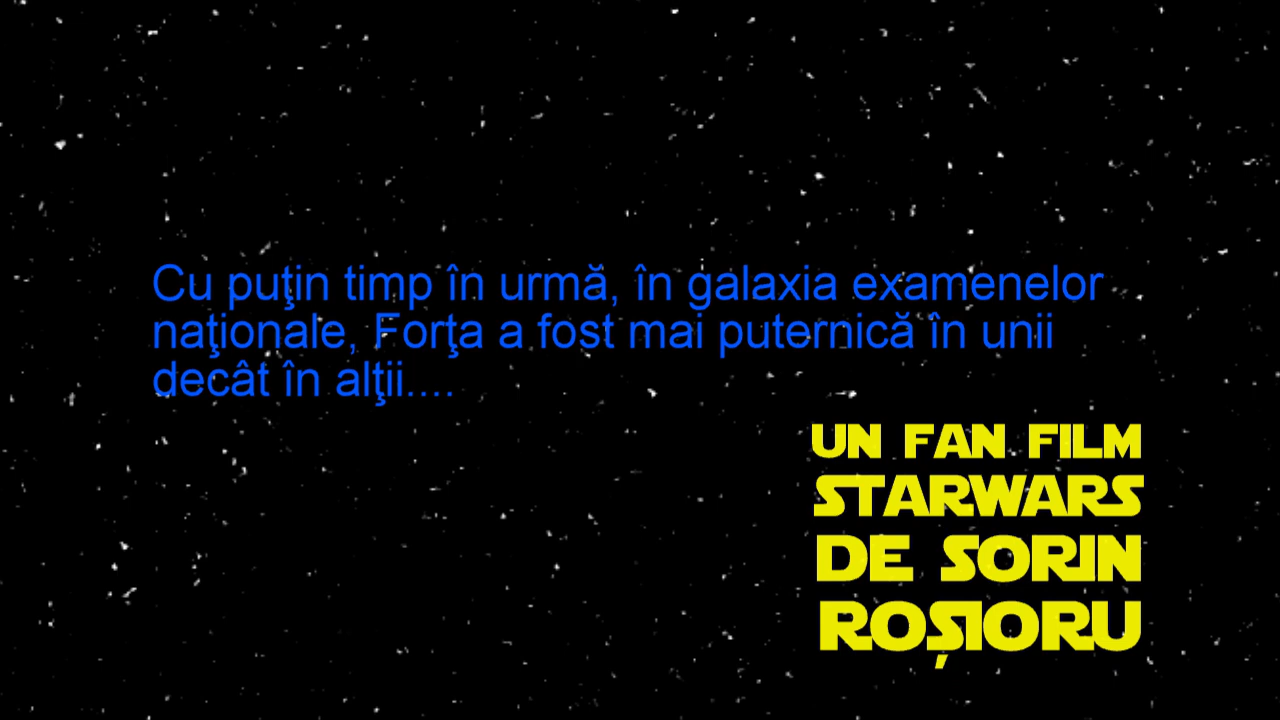 Cu puţin timp în urmă, în galaxia examenelor
naţionale, Forţa a fost mai puternică în unii
decât în alţii....
UN FAN FILM
STARWARS
DE SORIN
ROȘIORU